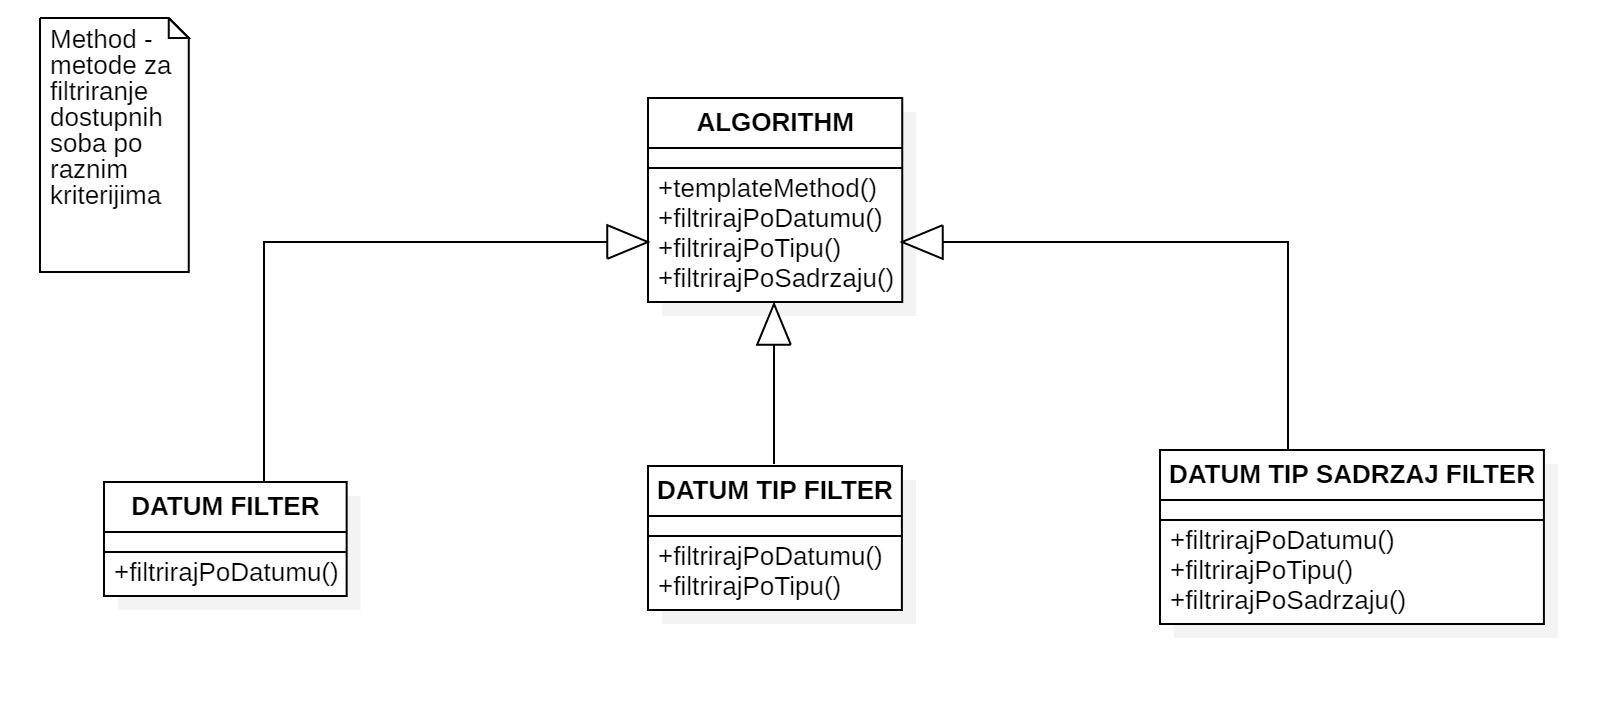 Method -
metode za
filtriranje
dostupnih
soba po
raznim
kriterijima
ALGORITHM
+templateMethod()
+filtrirajPoDatumu()
+filtrirajPoTipu()
+filtrirajPoSadrzaju()
DATUM FILTER
+filtrirajPoDatumu()
DATUM TIP FILTER
+filtrirajPoDatumu()
+filtrirajPoTipu()
DATUM TIP SADRZAJ FILTER
+filtrirajPoDatumu()
+filtrirajPoTipu()
+filtrirajPoSadrzaju()